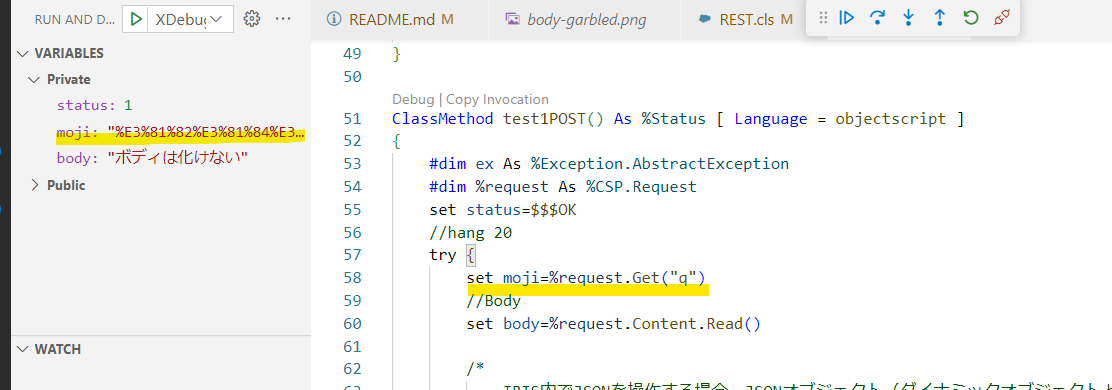 RUN AND D...
XDebug
README.md M
body-garbled.png
REST.cls M
VARIABLES
Private
status: 1
moji: "%E3%81%82%E3%81%84%E3...
body: "ボディは化けない"
Public
WATCH
49 }
50
Debug | Copy Invocation
51 ClassMethod test1POST() As %Status [ Language = objectscript ]
52 {
53 #dim ex As %Exception.AbstractException
54 #dim %request As %CSP.Request
55 set status=$$$OK
56 //hang 20
57 try {
58 set moji=%request.Get("q")
59 //Body
60 set body=%request.Content.Read()
61
62 /*